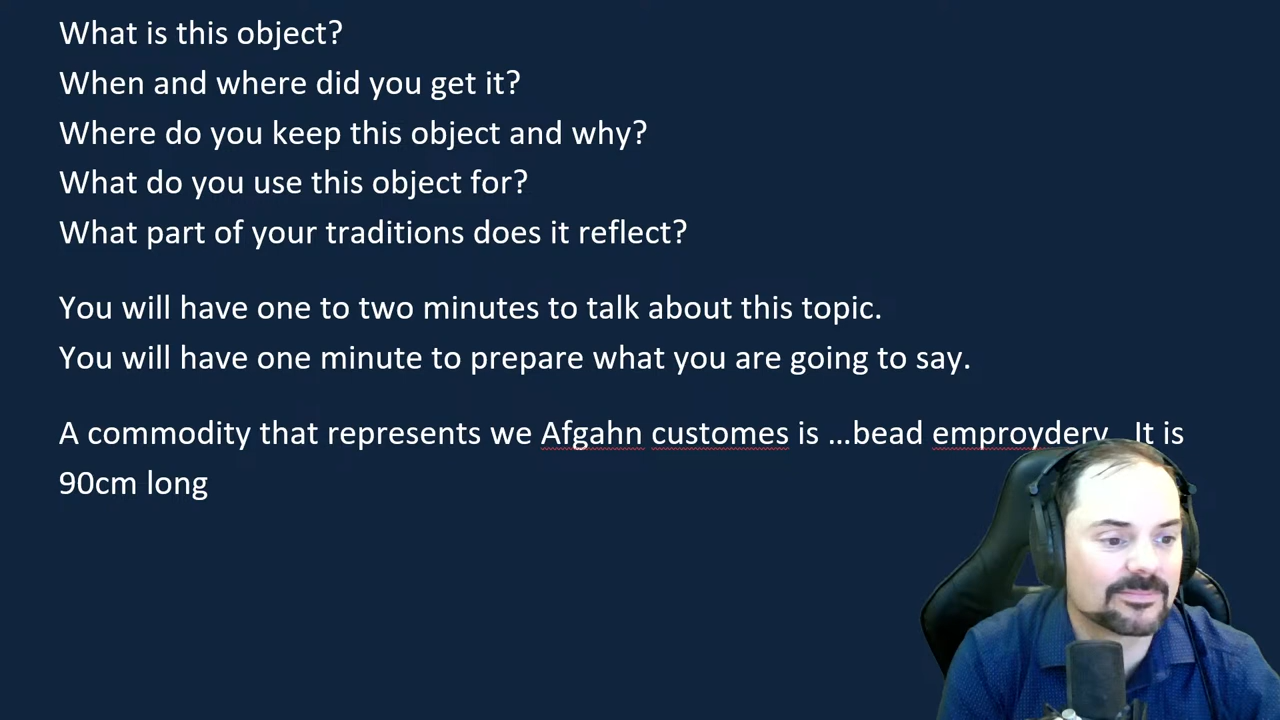 What is this object?
When and where did you get it?
Where do you keep this object and why?
What do you use this object for?
What part of your traditions does it reflect?
You will have one to two minutes to talk about this topic.
You will have one minute to prepare what you are going to say.
A commodity that represents we Afgahn customes is …bead emproydery. It is
90cm long